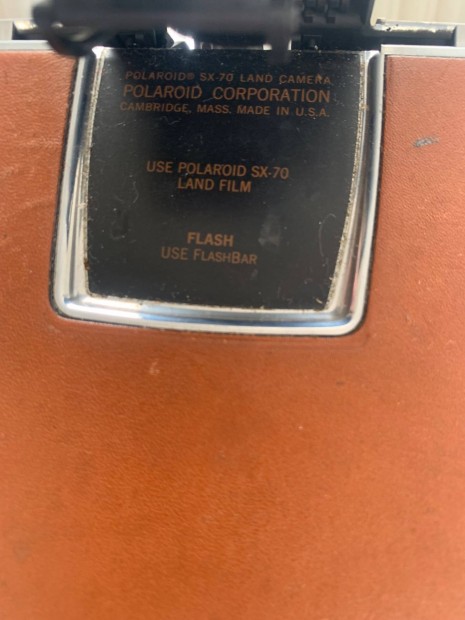 POLAROID® SX-70 LAND CAMERA
POLAROID CORPORATION
CAMBRIDGE, MASS. MADE IN U.S.A.
USE POLAROID SX-70
LAND FILM
FLASH
USE FLASHBAR